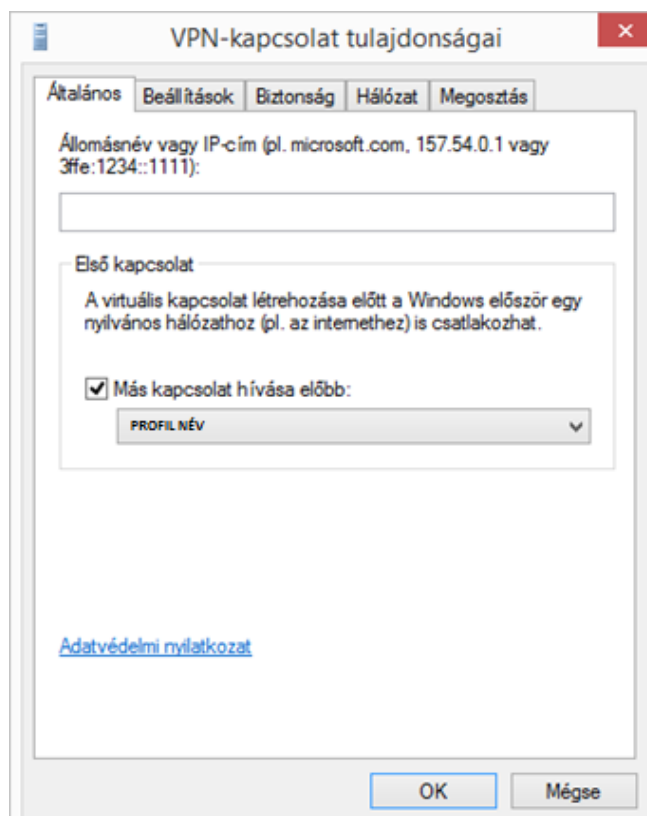 VPN-kapcsolat tulajdonságai
Általános Beállítások Biztonság Hálózat Megosztás
Állomásnév vagy IP-cím (pl. microsoft.com, 157.54.0.1 vagy
3ffe:1234::1111):
Első kapcsolat
A virtuális kapcsolat létrehozása előtt a Windows először egy
nyilvános hálózathoz (pl. az internethez) is csatlakozhat.
Más kapcsolat hívása előbb:
PROFIL NÉV
Adatvédelmi nyilatkozat
OK Mégse